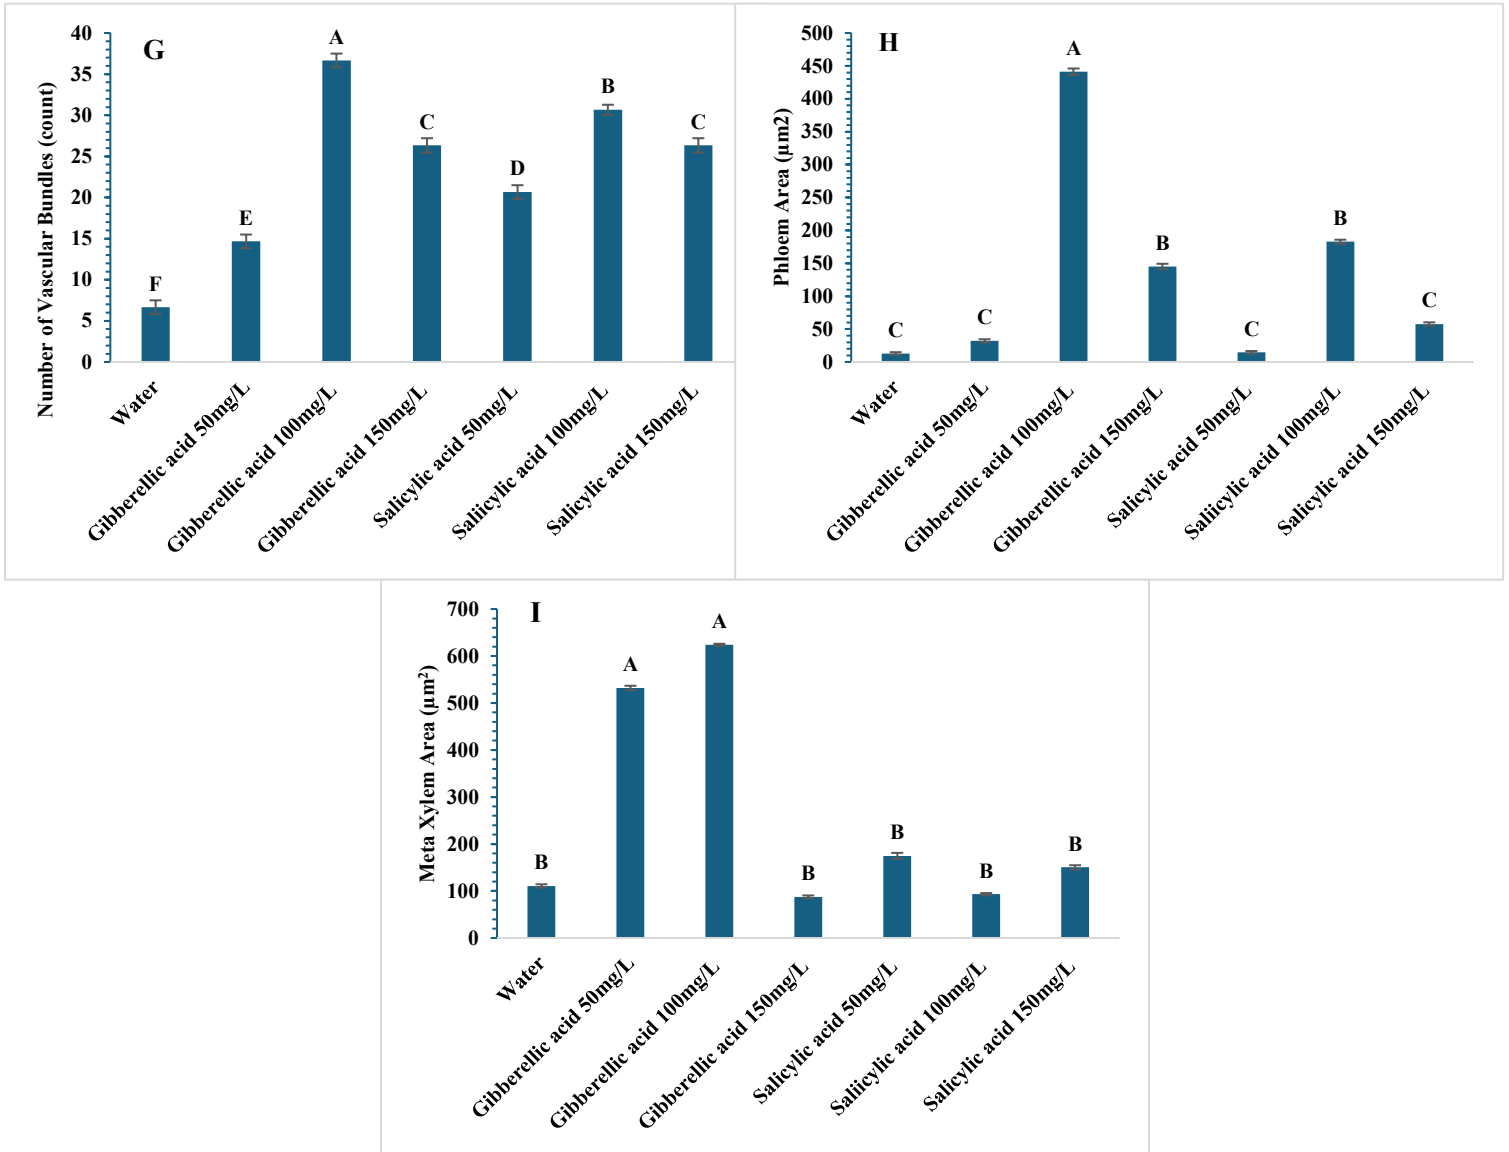 G
Number of Vascular Bundles (count)
40
35
30
25
20
15
10
5
0
F
E
A
C
D
B
C
Water
Gibberellic acid 50mg/L
Gibberellic acid 100mg/L
Gibberellic acid 150mg/L
Salicylic acid 50mg/L
Saliicylic acid 100mg/L
Salicylic acid 150mg/L
H
Phloem Area (μm2)
500
450
400
350
300
250
200
150
100
50
0
C
C
A
B
C
B
C
Water
Gibberellic acid 50mg/L
Gibberellic acid 100mg/L
Gibberellic acid 150mg/L
Salicylic acid 50mg/L
Saliicylic acid 100mg/L
Salicylic acid 150mg/L
I
Meta Xylem Area (μm²)
700
600
500
400
300
200
100
0
B
A
A
B
B
B
B
Water
Gibberellic acid 50mg/L
Gibberellic acid 100mg/L
Gibberellic acid 150mg/L
Salicylic acid 50mg/L
Saliicylic acid 100mg/L
Salicylic acid 150mg/L